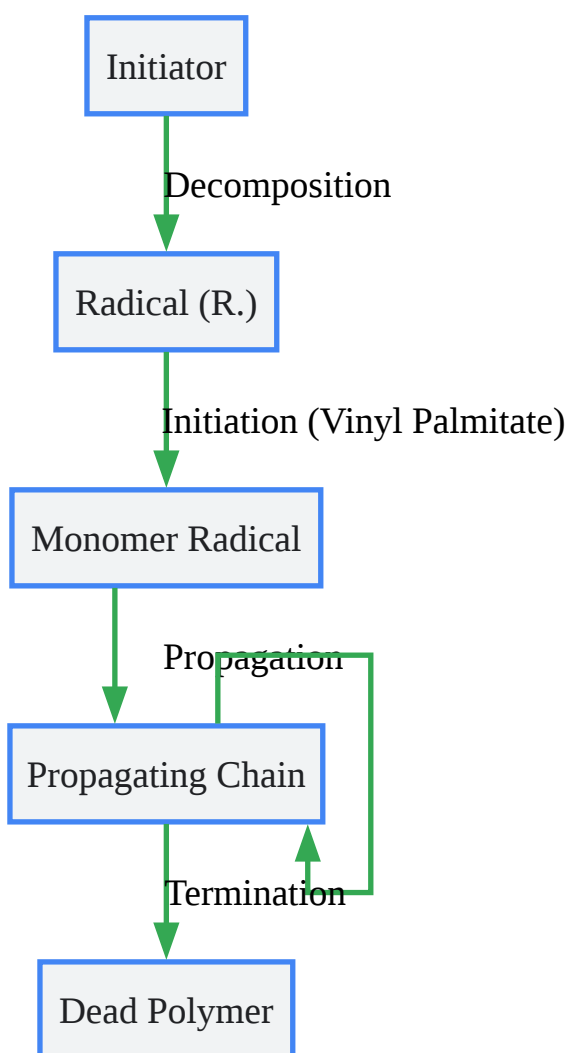 Initiator
Decomposition
Radical (R.)
Initiation (Vinyl Palmitate)
Monomer Radical
Propagation
Propagating Chain
Termination
Dead Polymer